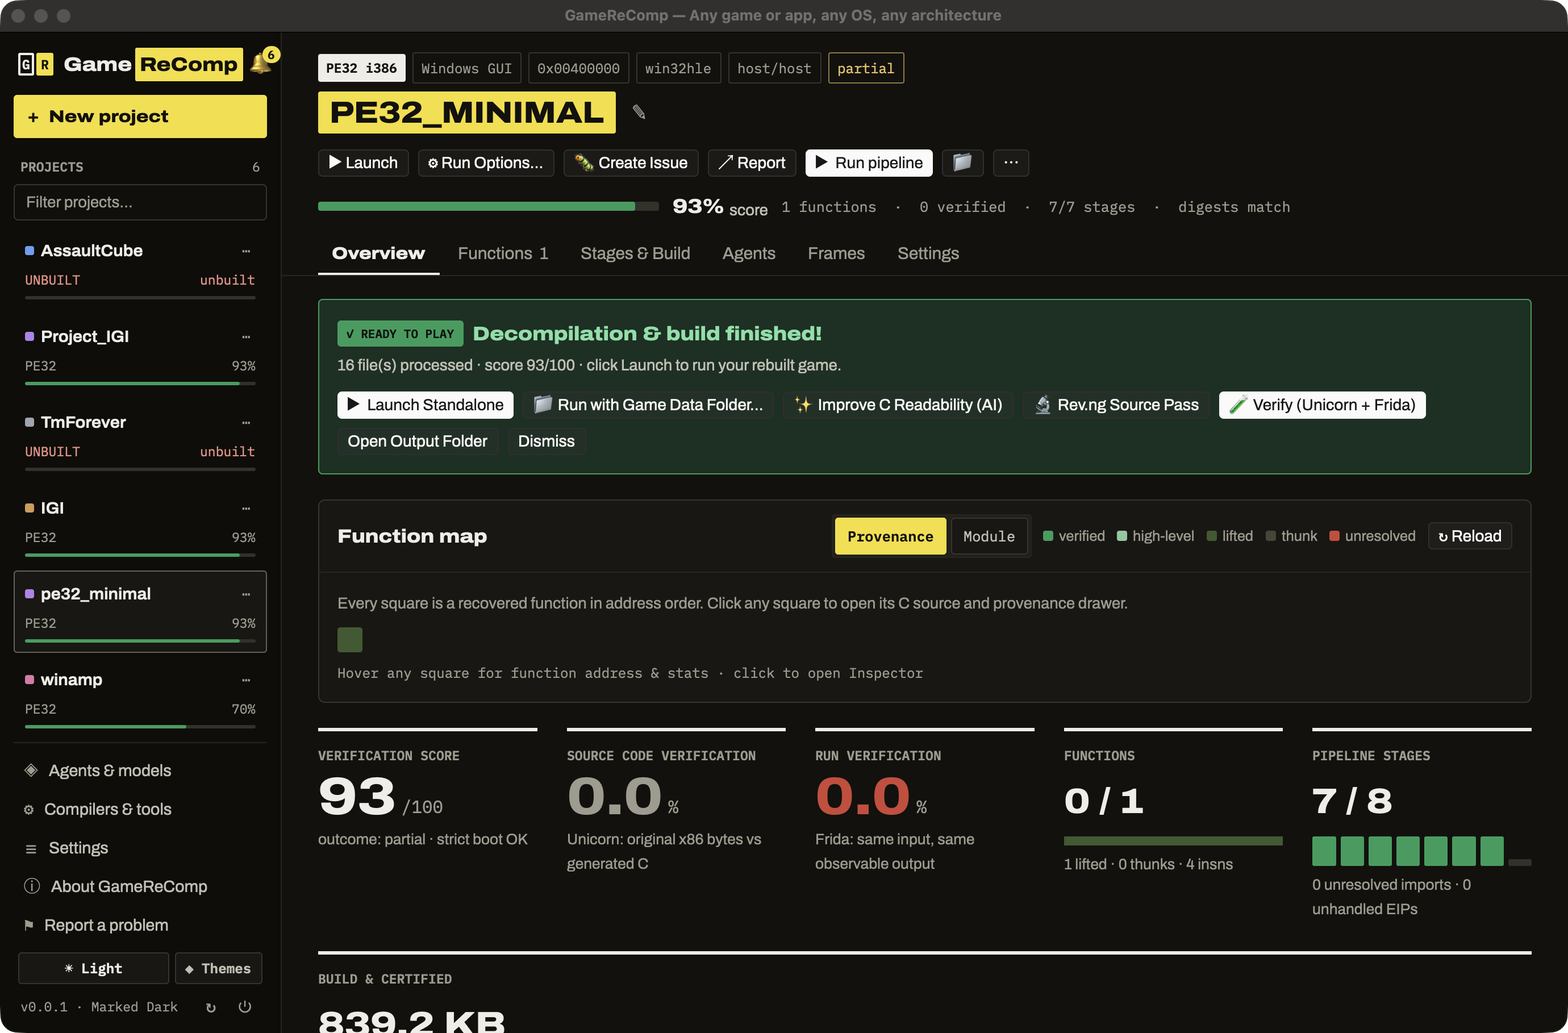 GameReComp — Any game or app, any OS, any architecture
GR Game ReComp 6
+ New project
PROJECTS 6
Filter projects...
AssaultCube ...
UNBUILT unbuilt
Project_IGI ...
PE32 93%
TmForever ...
UNBUILT unbuilt
IGI ...
PE32 93%
pe32_minimal ...
PE32 93%
winamp ...
PE32 70%
Agents & models
Compilers & tools
Settings
About GameReComp
Report a problem
☀ Light ◆ Themes
v0.0.1 · Marked Dark
PE32 i386 Windows GUI 0x00400000 win32hle host/host partial
PE32_MINIMAL
Launch Run Options... Create Issue Report Run pipeline ...
93% score 1 functions · 0 verified · 7/7 stages · digests match
Overview Functions 1 Stages & Build Agents Frames Settings
✓ READY TO PLAY Decompilation & build finished!
16 file(s) processed · score 93/100 · click Launch to run your rebuilt game.
Launch Standalone Run with Game Data Folder... Improve C Readability (AI) Rev.ng Source Pass Verify (Unicorn + Frida)
Open Output Folder Dismiss
Function map Provenance Module verified high-level lifted thunk unresolved ↻ Reload
Every square is a recovered function in address order. Click any square to open its C source and provenance drawer.
Hover any square for function address & stats · click to open Inspector
VERIFICATION SCORE
93 /100
outcome: partial · strict boot OK
SOURCE CODE VERIFICATION
0.0 %
Unicorn: original x86 bytes vs
generated C
RUN VERIFICATION
0.0 %
Frida: same input, same
observable output
FUNCTIONS
0 / 1
1 lifted · 0 thunks · 4 insns
PIPELINE STAGES
7 / 8
0 unresolved imports · 0
unhandled EIPs
BUILD & CERTIFIED
839.2 KB